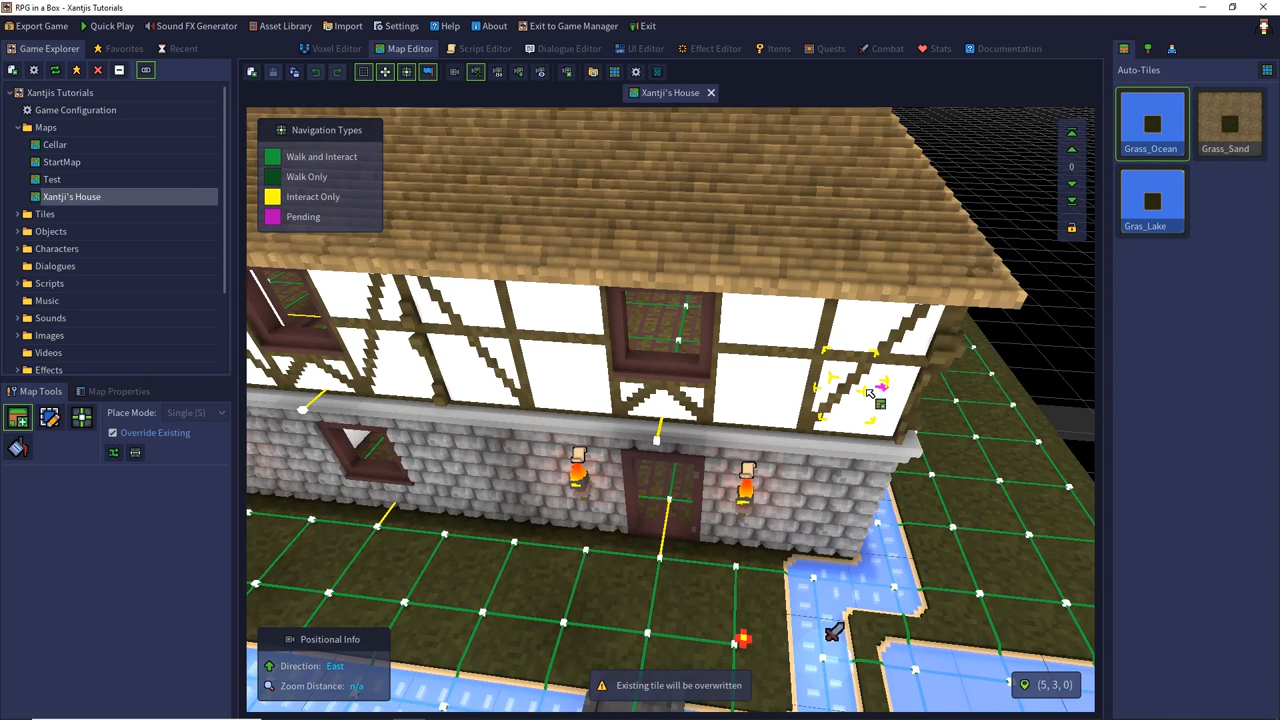 RPG in a Box - Xantjis Tutorials
Export Game Quick Play Sound FX Generator Asset Library Import Settings Help About Exit to Game Manager Exit
Game Explorer Favorites Recent
Voxel Editor Map Editor Script Editor Dialogue Editor UI Editor Effect Editor Items Quests Combat Stats Documentation
Xantjis Tutorials
Game Configuration
Maps
Cellar
StartMap
Test
Xantji's House
Tiles
Objects
Characters
Dialogues
Scripts
Music
Sounds
Images
Videos
Effects
Map Tools Map Properties
Place Mode: Single (S)
Override Existing
Xantji's House
Navigation Types
Walk and Interact
Walk Only
Interact Only
Pending
0
Positional Info
Direction: East
Zoom Distance: n/a
Existing tile will be overwritten
(5, 3, 0)
Auto-Tiles
Grass_Ocean Grass_Sand
Gras_Lake